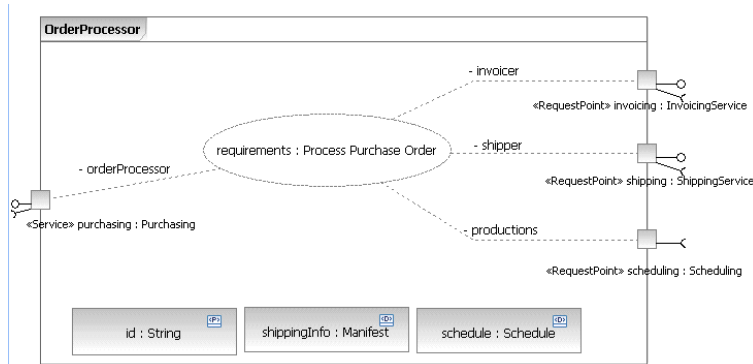 OrderProcessor
- invoicer
«RequestPoint» invoicing : InvoicingService
requirements : Process Purchase Order
- shipper
- orderProcessor
«RequestPoint» shipping : ShippingService
«Service» purchasing : Purchasing
- productions
«RequestPoint» scheduling : Scheduling
«P»
id : String
«D»
shippingInfo : Manifest
«D»
schedule : Schedule